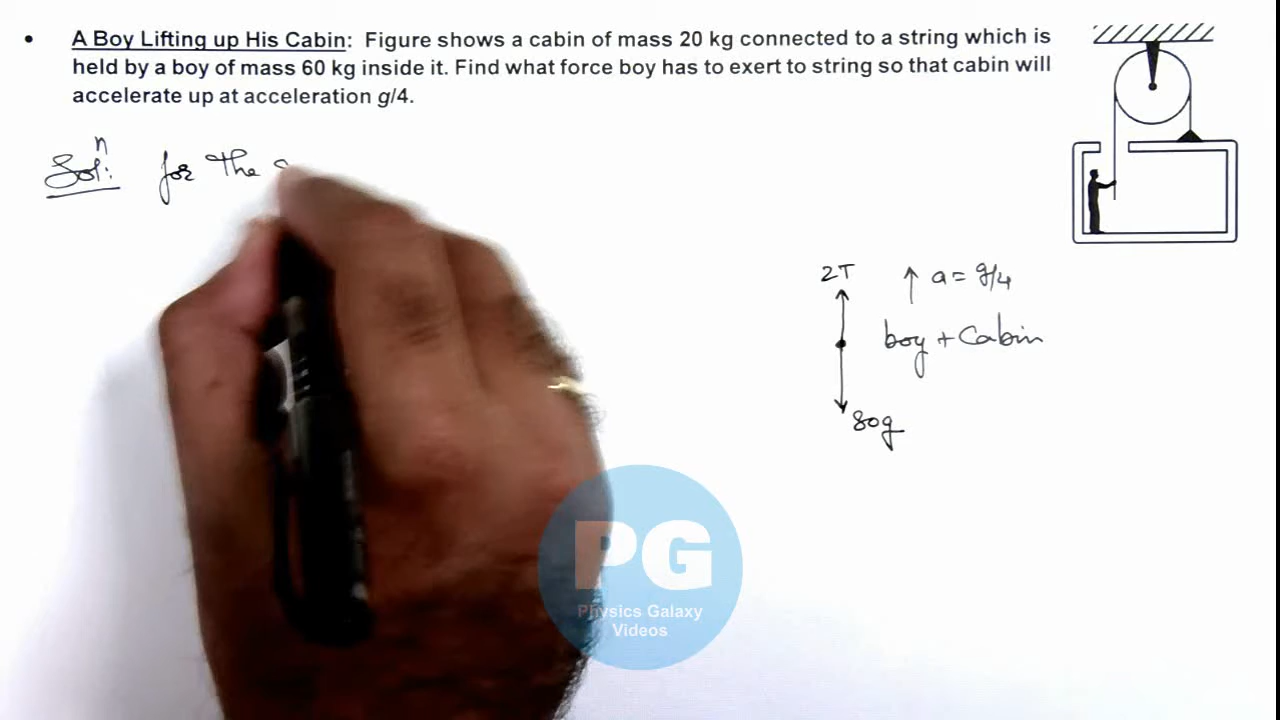 • A Boy Lifting up His Cabin: Figure shows a cabin of mass 20 kg connected to a string which is
held by a boy of mass 60 kg inside it. Find what force boy has to exert to string so that cabin will
accelerate up at acceleration g/4.
Solⁿ: for the
2T ↑ a = g/4
boy + Cabin
80g
PG
Physics Galaxy
Videos